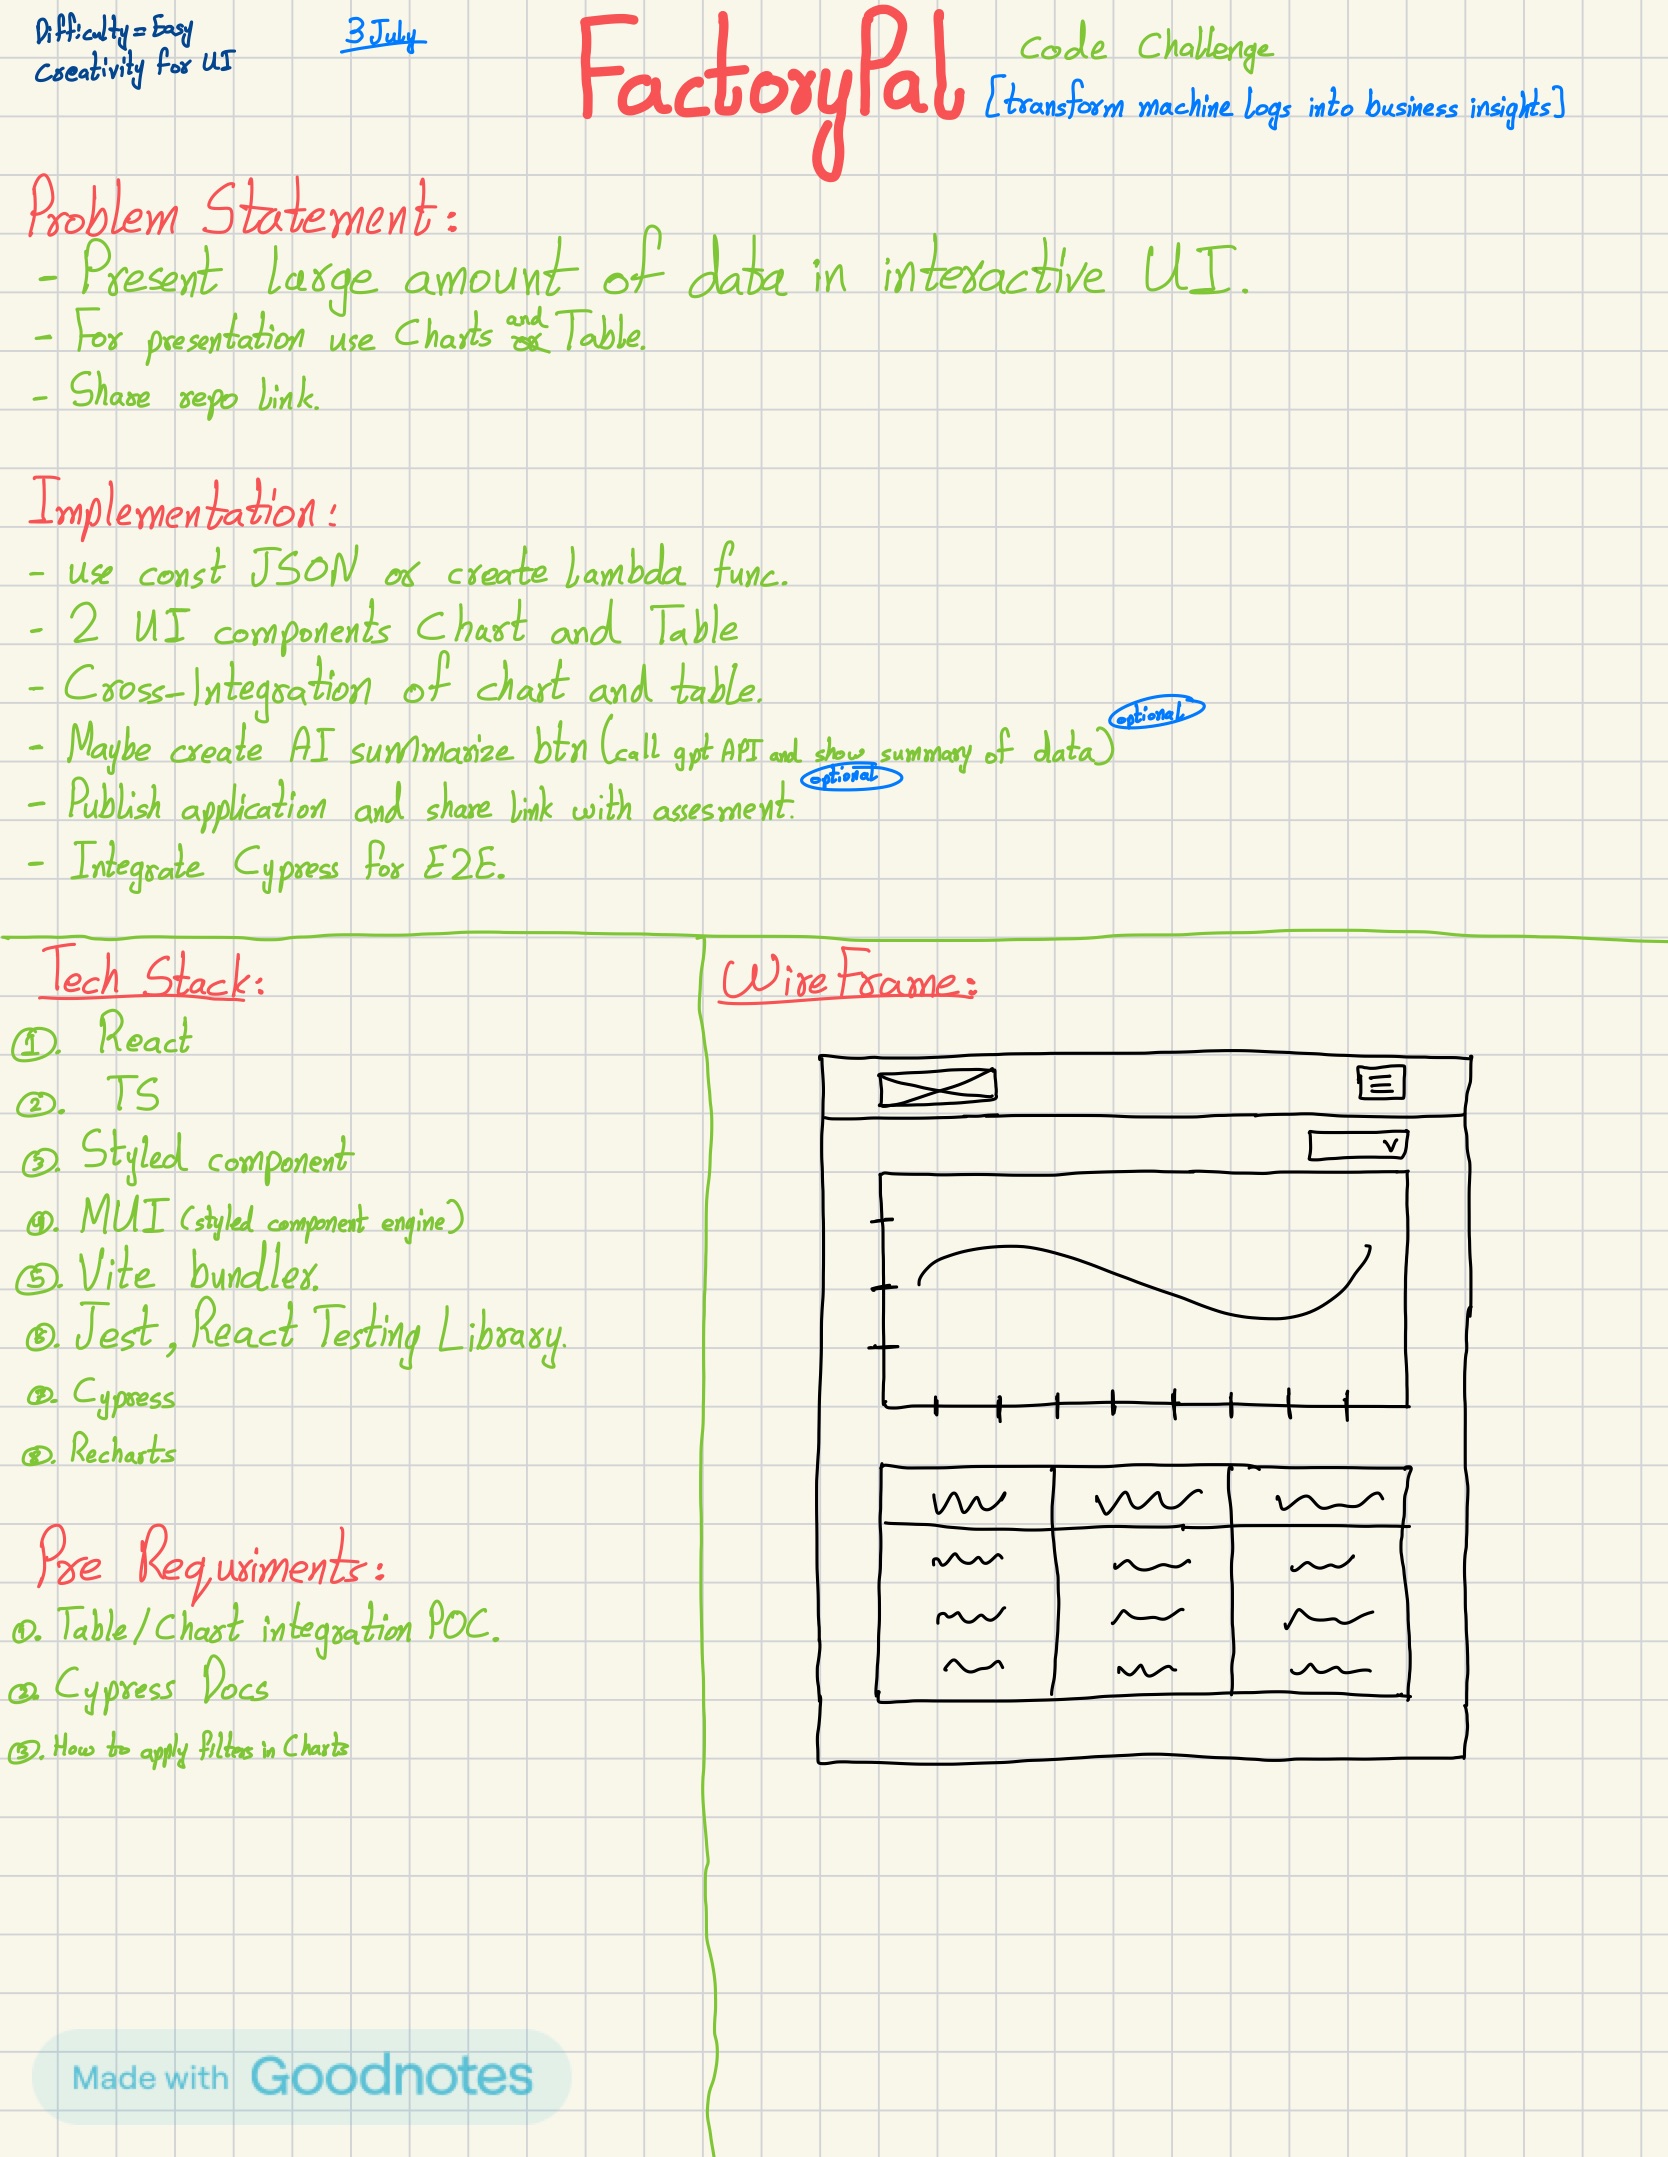 Difficulty = Easy
Creativity for UI
3 July
FactoryPal
Code Challenge
[transform machine logs into business insights]
Problem Statement:
- Present large amount of data in interactive UI.
- For presentation use Charts and or Table.
- Share repo link.
Implementation:
- use const JSON or create lambda func.
- 2 UI components Chart and Table
- Cross-Integration of chart and table.
- Maybe create AI summarize btn (call gpt API and show summary of data) optional
- Publish application and share link with assesment. optional
- Integrate Cypress for E2E.
Tech Stack:
1. React
2. TS
3. Styled component
4. MUI (styled component engine)
5. Vite bundler.
6. Jest, React Testing Library.
7. Cypress
8. Recharts
Pre Requriments:
1. Table/Chart integration POC.
2. Cypress Docs
3. How to apply filters in Charts
WireFrame:
Made with Goodnotes